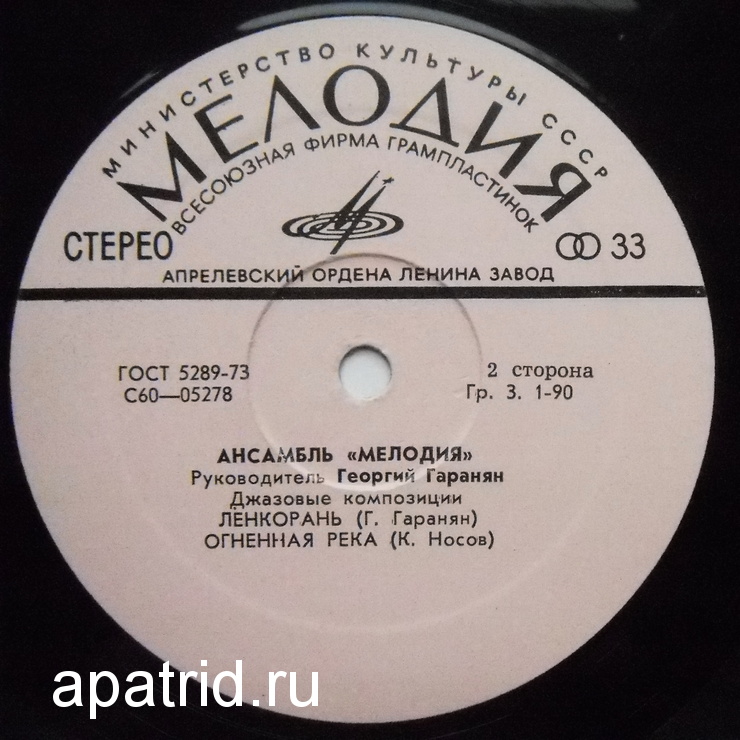 МИНИСТЕРСТВО КУЛЬТУРЫ СССР
МЕЛОДИЯ
ВСЕСОЮЗНАЯ ФИРМА ГРАМПЛАСТИНОК
СТЕРЕО 33
АПРЕЛЕВСКИЙ ОРДЕНА ЛЕНИНА ЗАВОД
ГОСТ 5289-73 2 сторона
С60—05278 Гр. 3. 1-90
АНСАМБЛЬ «МЕЛОДИЯ»
Руководитель Георгий Гаранян
Джазовые композиции
ЛЕНКОРАНЬ (Г. Гаранян)
ОГНЕННАЯ РЕКА (К. Носов)
apatrid.ru